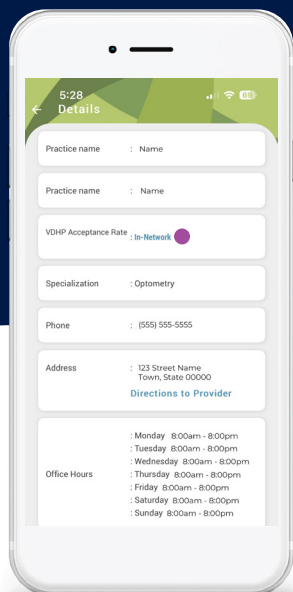 5:28
60
← Details
Practice name : Name
Practice name : Name
VDHP Acceptance Rate : In-Network
Specialization : Optometry
Phone : (555) 555-5555
Address : 123 Street Name
Town, State 00000
Directions to Provider
Office Hours : Monday 8:00am - 8:00pm
: Tuesday 8:00am - 8:00pm
: Wednesday 8:00am - 8:00pm
: Thursday 8:00am - 8:00pm
: Friday 8:00am - 8:00pm
: Saturday 8:00am - 8:00pm
: Sunday 8:00am - 8:00pm